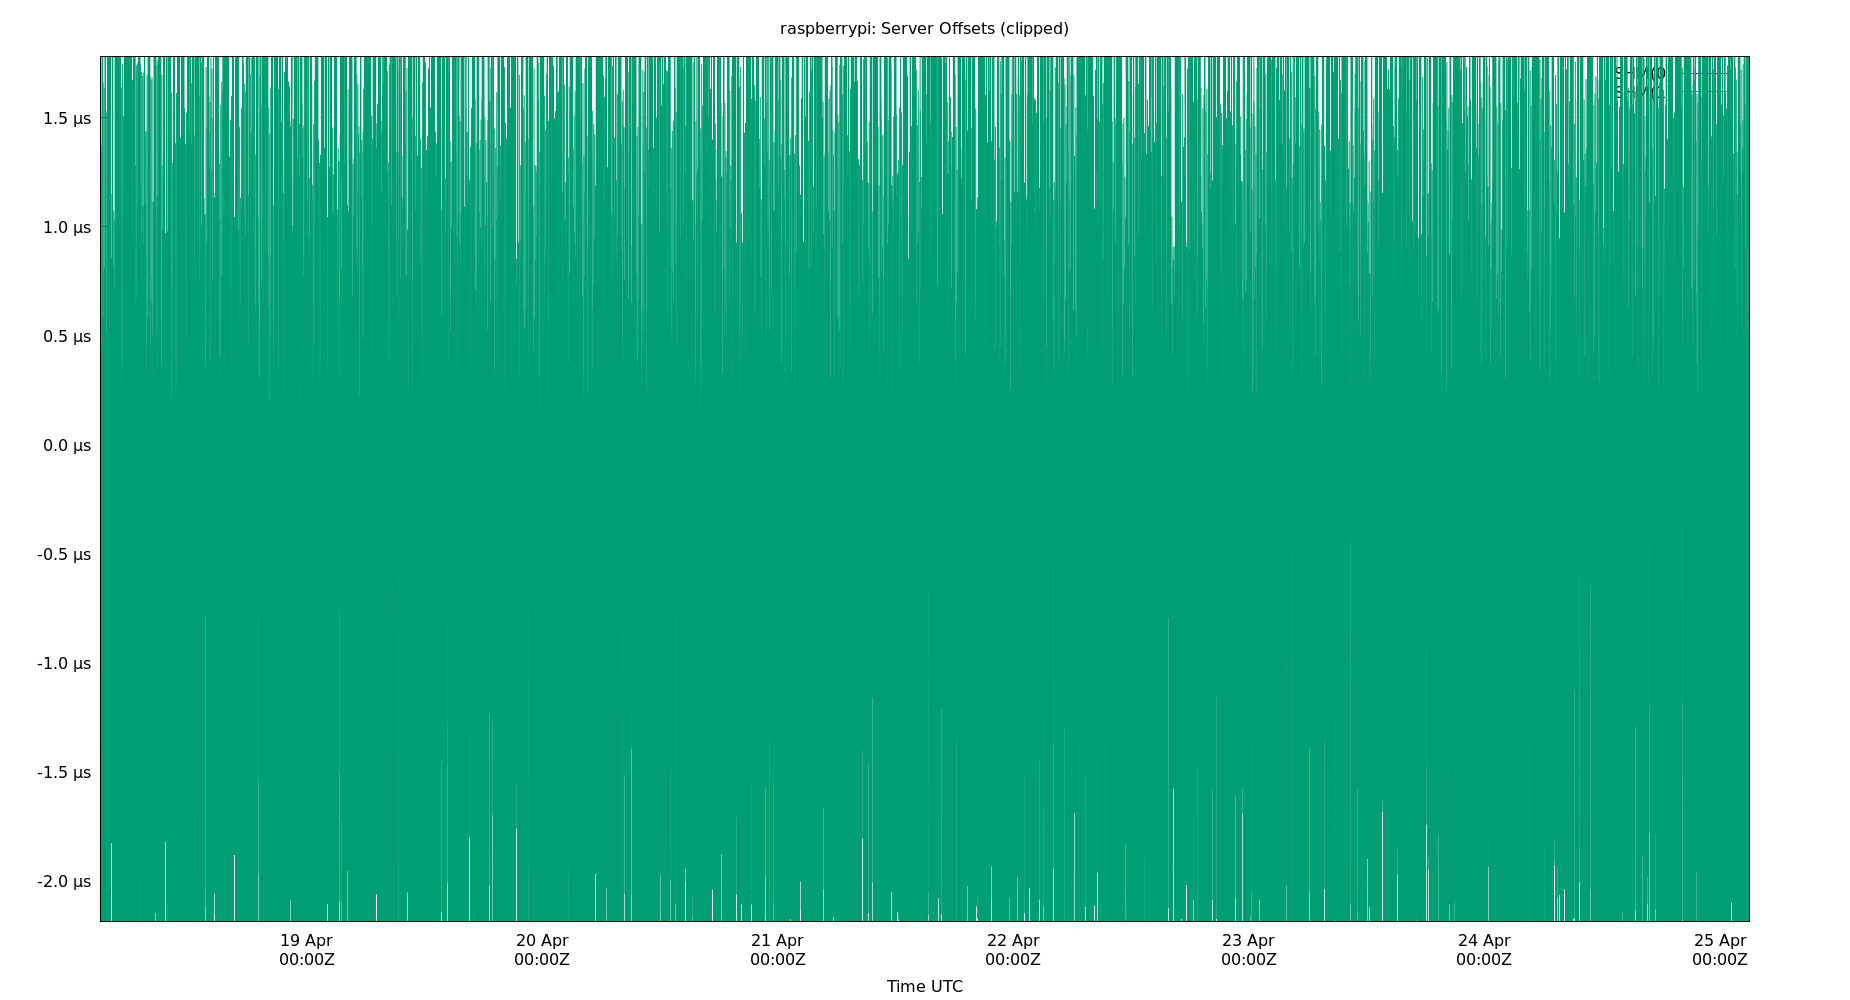 raspberrypi: Server Offsets (clipped)
1.5 µs
1.0 µs
0.5 µs
0.0 µs
-0.5 µs
-1.0 µs
-1.5 µs
-2.0 µs
19 Apr
00:00Z
20 Apr
00:00Z
21 Apr
00:00Z
22 Apr
00:00Z
23 Apr
00:00Z
24 Apr
00:00Z
25 Apr
00:00Z
Time UTC